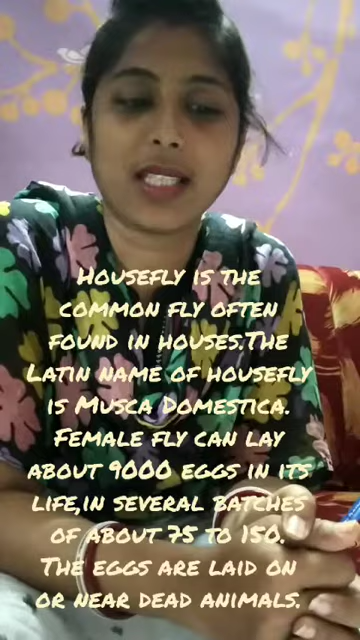 Housefly is the
common fly often
found in houses.The
Latin name of housefly
is Musca Domestica.
Female fly can lay
about 9000 eggs in its
life,in several batches
of about 75 to 150.
The eggs are laid on
or near dead animals.